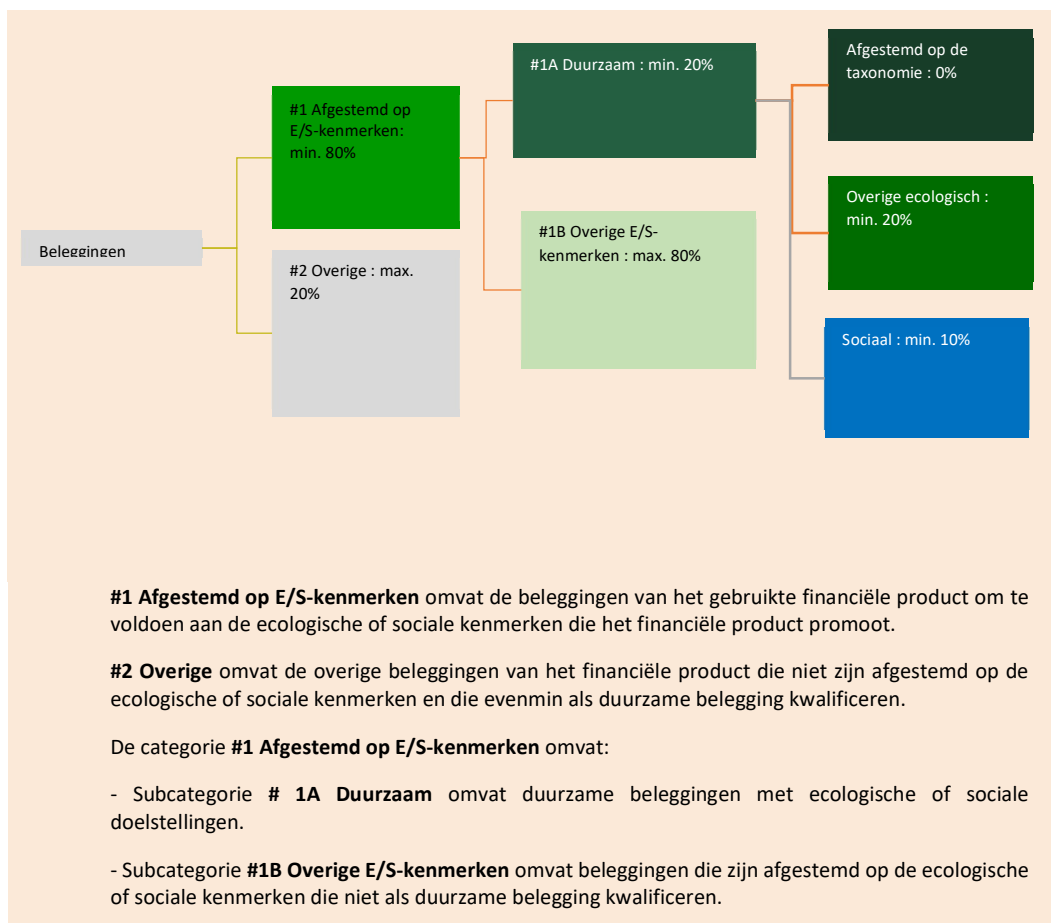 Beleggingen
#1 Afgestemd op
E/S-kenmerken:
min. 80%
#2 Overige : max.
20%
#1A Duurzaam : min. 20%
#1B Overige E/S-
kenmerken : max. 80%
Afgestemd op de
taxonomie : 0%
Overige ecologisch :
min. 20%
Sociaal : min. 10%
#1 Afgestemd op E/S-kenmerken omvat de beleggingen van het gebruikte financiële product om te
voldoen aan de ecologische of sociale kenmerken die het financiële product promoot.
#2 Overige omvat de overige beleggingen van het financiële product die niet zijn afgestemd op de
ecologische of sociale kenmerken en die evenmin als duurzame belegging kwalificeren.
De categorie #1 Afgestemd op E/S-kenmerken omvat:
- Subcategorie # 1A Duurzaam omvat duurzame beleggingen met ecologische of sociale
doelstellingen.
- Subcategorie #1B Overige E/S-kenmerken omvat beleggingen die zijn afgestemd op de ecologische
of sociale kenmerken die niet als duurzame belegging kwalificeren.